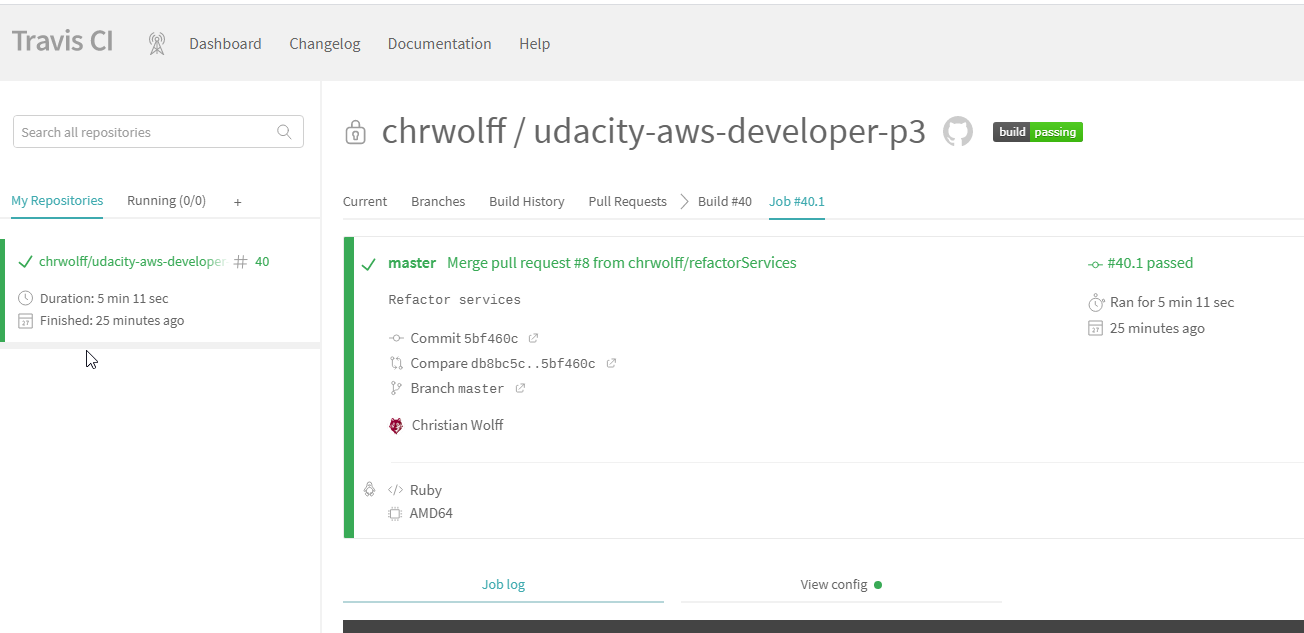 Travis CI Dashboard Changelog Documentation Help
Search all repositories
chrwolff / udacity-aws-developer-p3 build passing
My Repositories Running (0/0) +
Current Branches Build History Pull Requests Build #40 Job #40.1
chrwolff/udacity-aws-developer # 40
Duration: 5 min 11 sec
Finished: 25 minutes ago
master Merge pull request #8 from chrwolff/refactorServices
#40.1 passed
Refactor services
Ran for 5 min 11 sec
25 minutes ago
Commit 5bf460c
Compare db8bc5c..5bf460c
Branch master
Christian Wolff
</> Ruby
AMD64
Job log View config